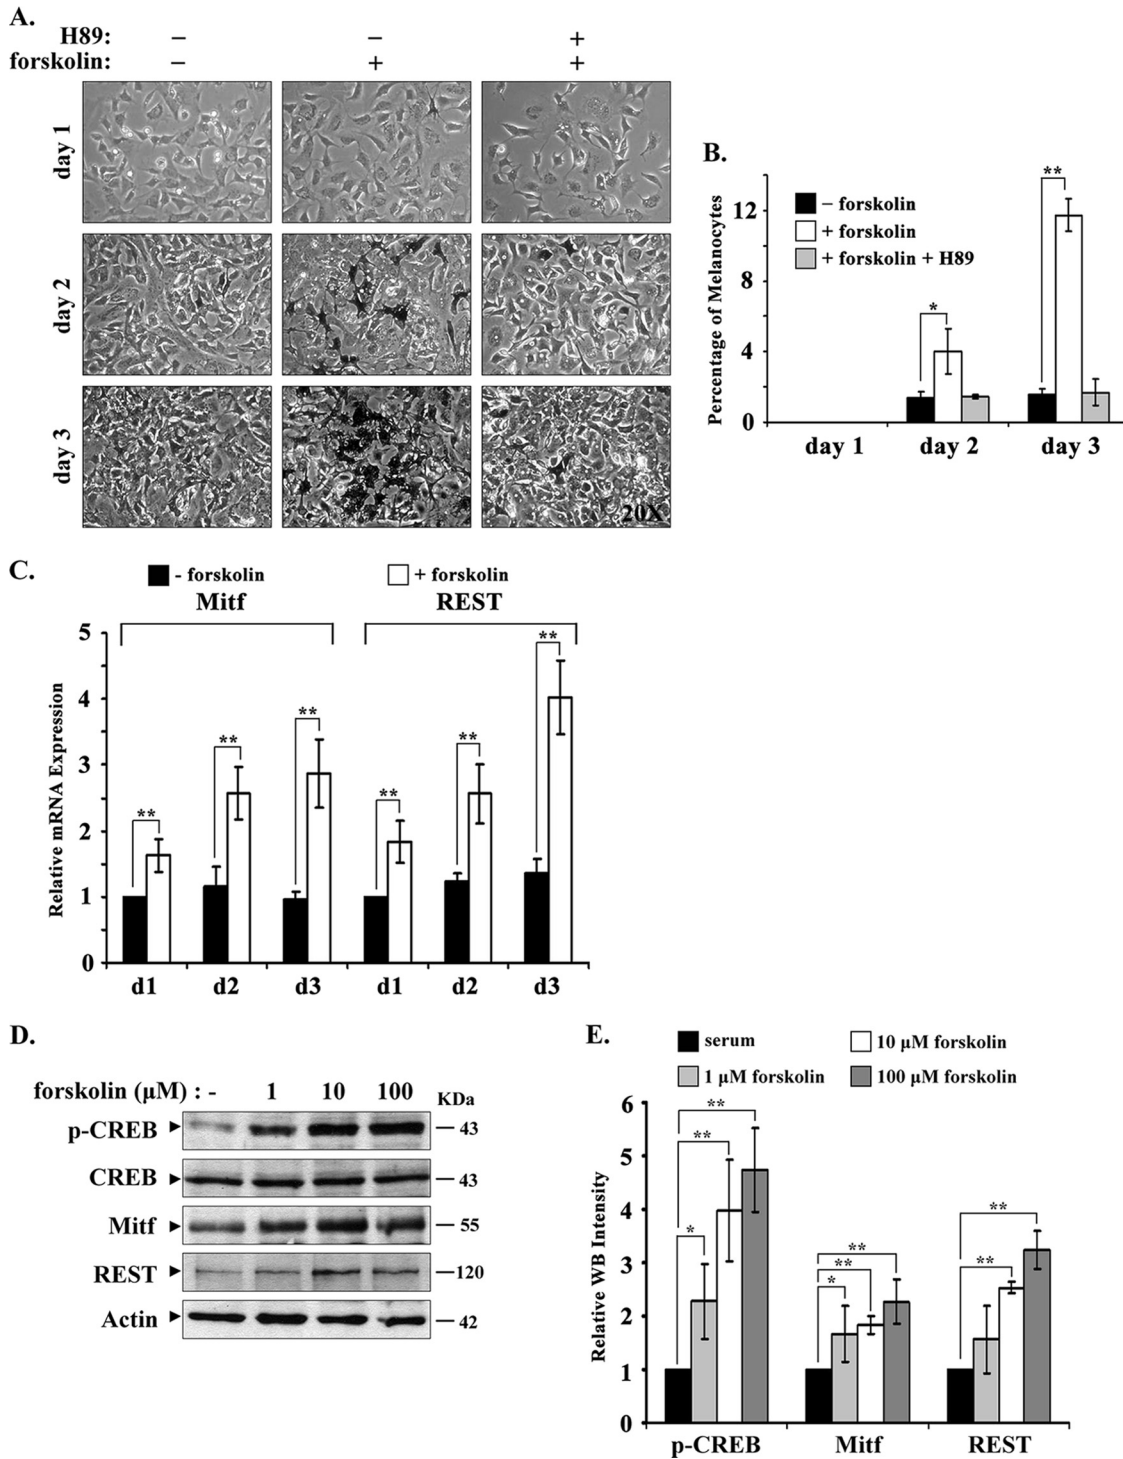 A.
H89: – – +
forskolin: – + +
day 1
day 2
day 3
20X
B.
Percentage of Melanocytes
12
8
4
0
– forskolin
+ forskolin
+ forskolin + H89
*
**
day 1 day 2 day 3
C.
- forskolin + forskolin
Mitf REST
Relative mRNA Expression
5
4
3
2
1
0
** ** ** ** ** **
d1 d2 d3 d1 d2 d3
D.
forskolin (µM) : - 1 10 100 KDa
p-CREB 43
CREB 43
Mitf 55
REST 120
Actin 42
E.
serum 10 µM forskolin
1 µM forskolin 100 µM forskolin
Relative WB Intensity
6
5
4
3
2
1
0
* ** **
* ** **
** **
p-CREB Mitf REST